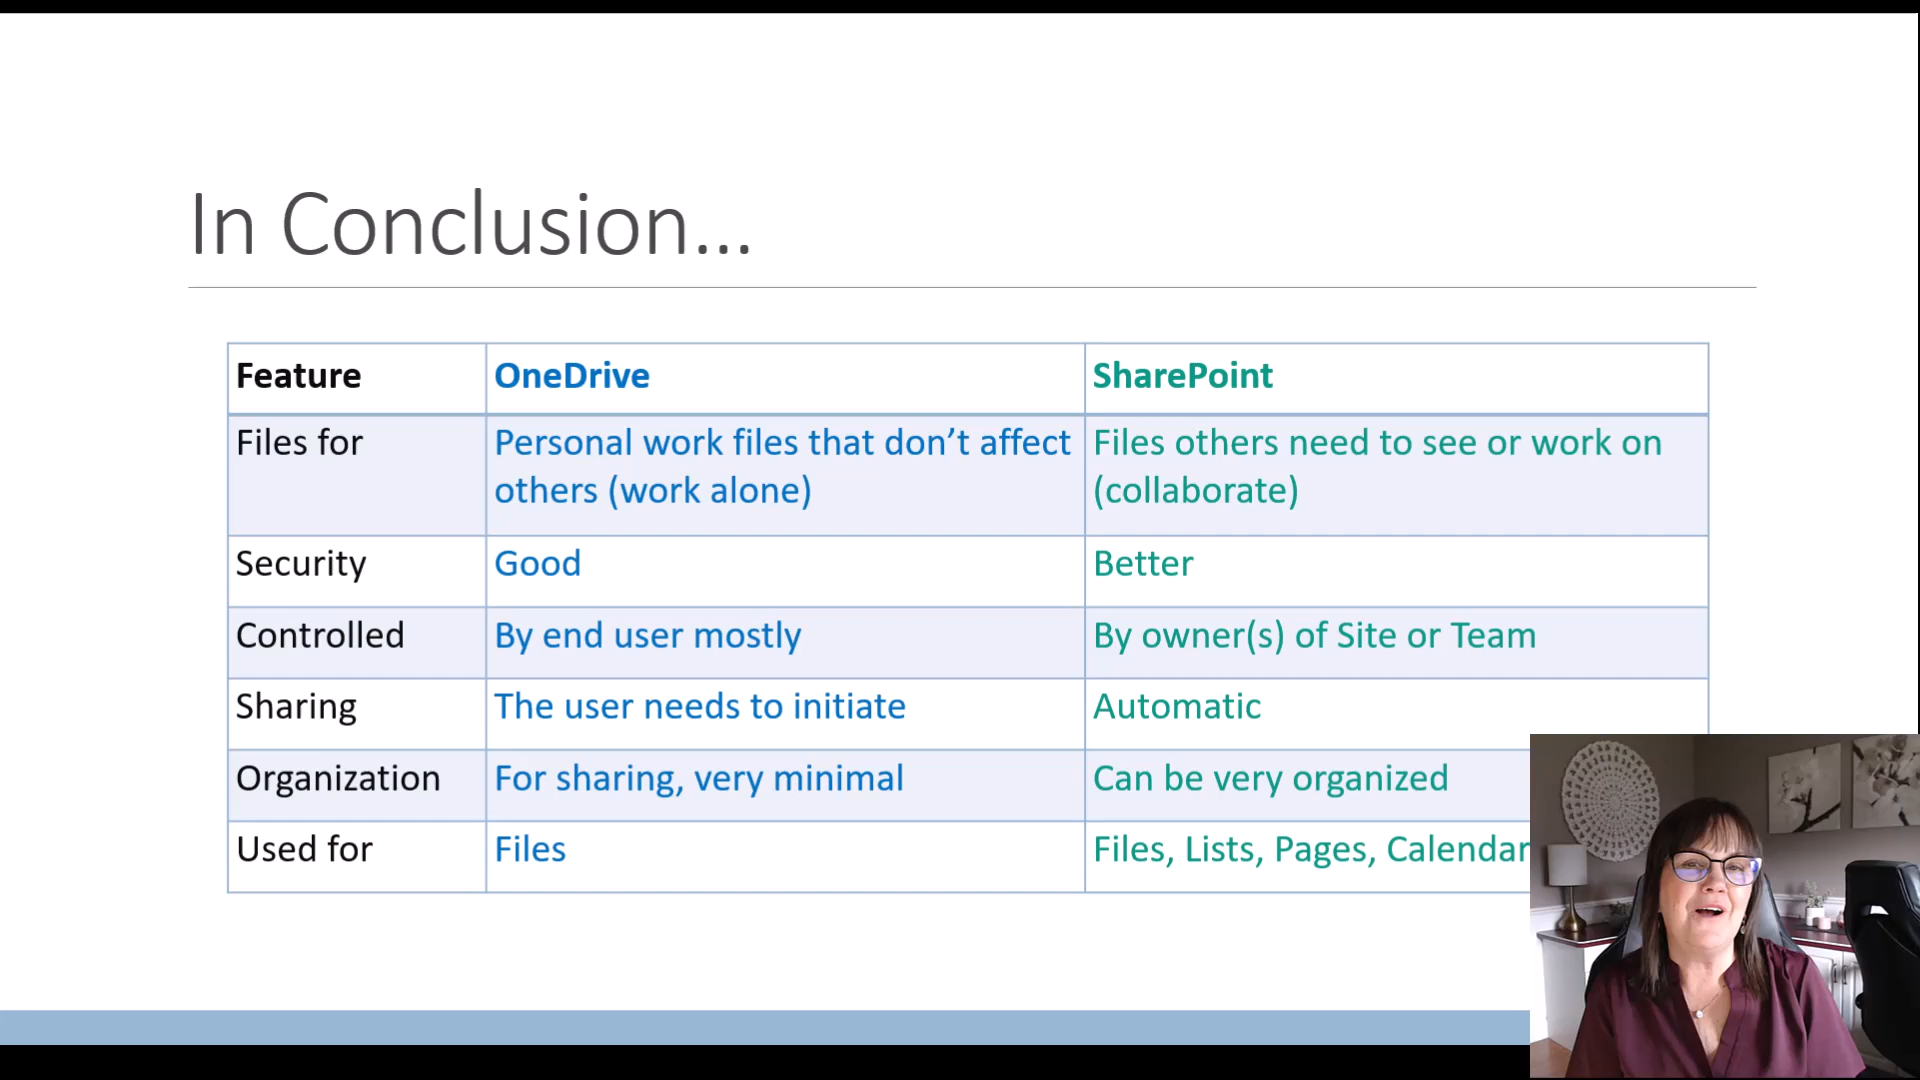 In Conclusion...
Feature OneDrive SharePoint
Files for Personal work files that don’t affect Files others need to see or work on
others (work alone) (collaborate)
Security Good Better
Controlled By end user mostly By owner(s) of Site or Team
Sharing The user needs to initiate Automatic
Organization For sharing, very minimal Can be very organized
Used for Files Files, Lists, Pages, Calendar